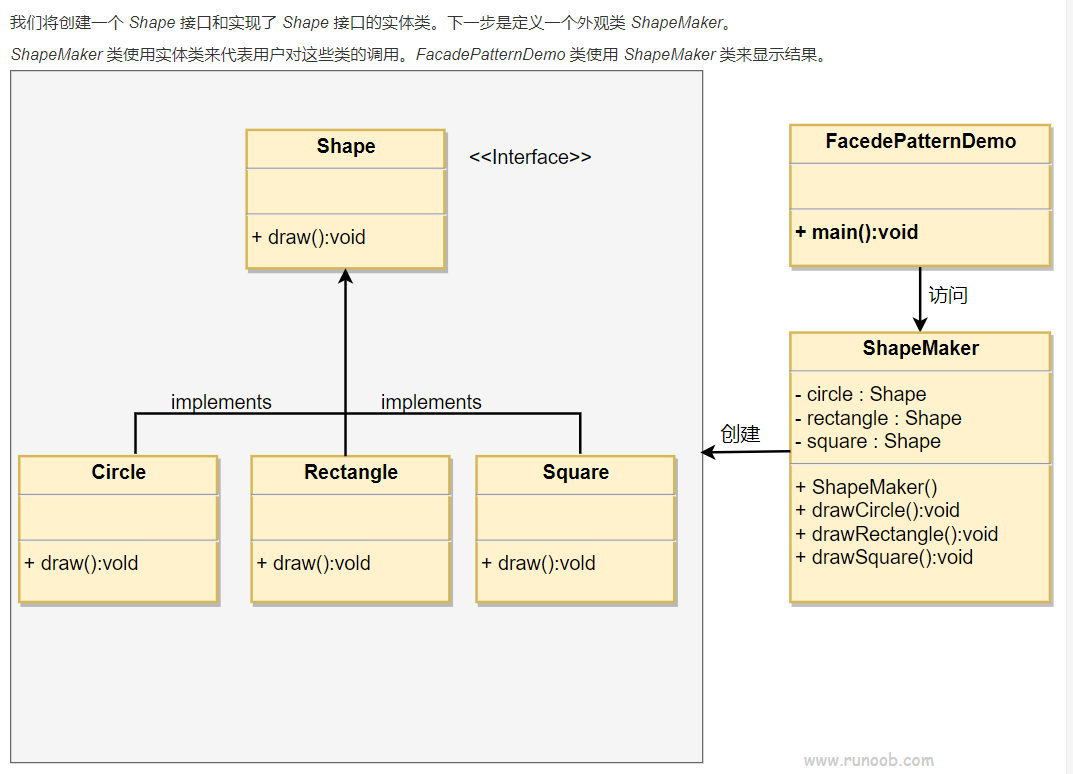 我们将创建一个 Shape 接口和实现了 Shape 接口的实体类。下一步是定义一个外观类 ShapeMaker。
ShapeMaker 类使用实体类来代表用户对这些类的调用。FacadePatternDemo 类使用 ShapeMaker 类来显示结果。
Shape
<<Interface>>
+ draw():void
implements
implements
Circle
+ draw():vold
Rectangle
+ draw():vold
Square
+ draw():vold
FacedePatternDemo
+ main():void
访问
ShapeMaker
- circle : Shape
- rectangle : Shape
- square : Shape
创建
+ ShapeMaker()
+ drawCircle():void
+ drawRectangle():void
+ drawSquare():void
www.runoob.com